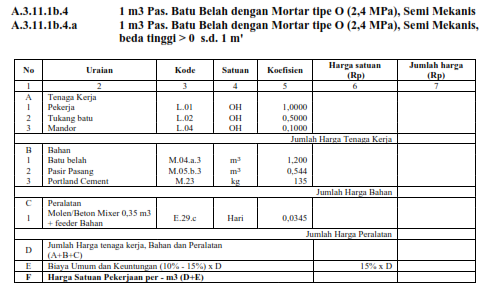 A.3.11.1b.4 1 m3 Pas. Batu Belah dengan Mortar tipe O (2,4 MPa), Semi Mekanis
A.3.11.1b.4.a 1 m3 Pas. Batu Belah dengan Mortar tipe O (2,4 MPa), Semi Mekanis,
beda tinggi > 0 s.d. 1 m'
No Uraian Kode Satuan Koefisien Harga satuan (Rp) Jumlah harga (Rp)
1 2 3 4 5 6 7
A Tenaga Kerja
1 Pekerja L.01 OH 1,0000
2 Tukang batu L.02 OH 0,5000
3 Mandor L.04 OH 0,1000
Jumlah Harga Tenaga Kerja
B Bahan
1 Batu belah M.04.a.3 m³ 1,200
2 Pasir Pasang M.05.b.3 m³ 0,544
3 Portland Cement M.23 kg 135
Jumlah Harga Bahan
C Peralatan
1 Molen/Beton Mixer 0,35 m3 E.29.c Hari 0,0345
+ feeder Bahan
Jumlah Harga Peralatan
D Jumlah Harga tenaga kerja, Bahan dan Peralatan
(A+B+C)
E Biaya Umum dan Keuntungan (10% - 15%) x D 15% x D
F Harga Satuan Pekerjaan per - m3 (D+E)